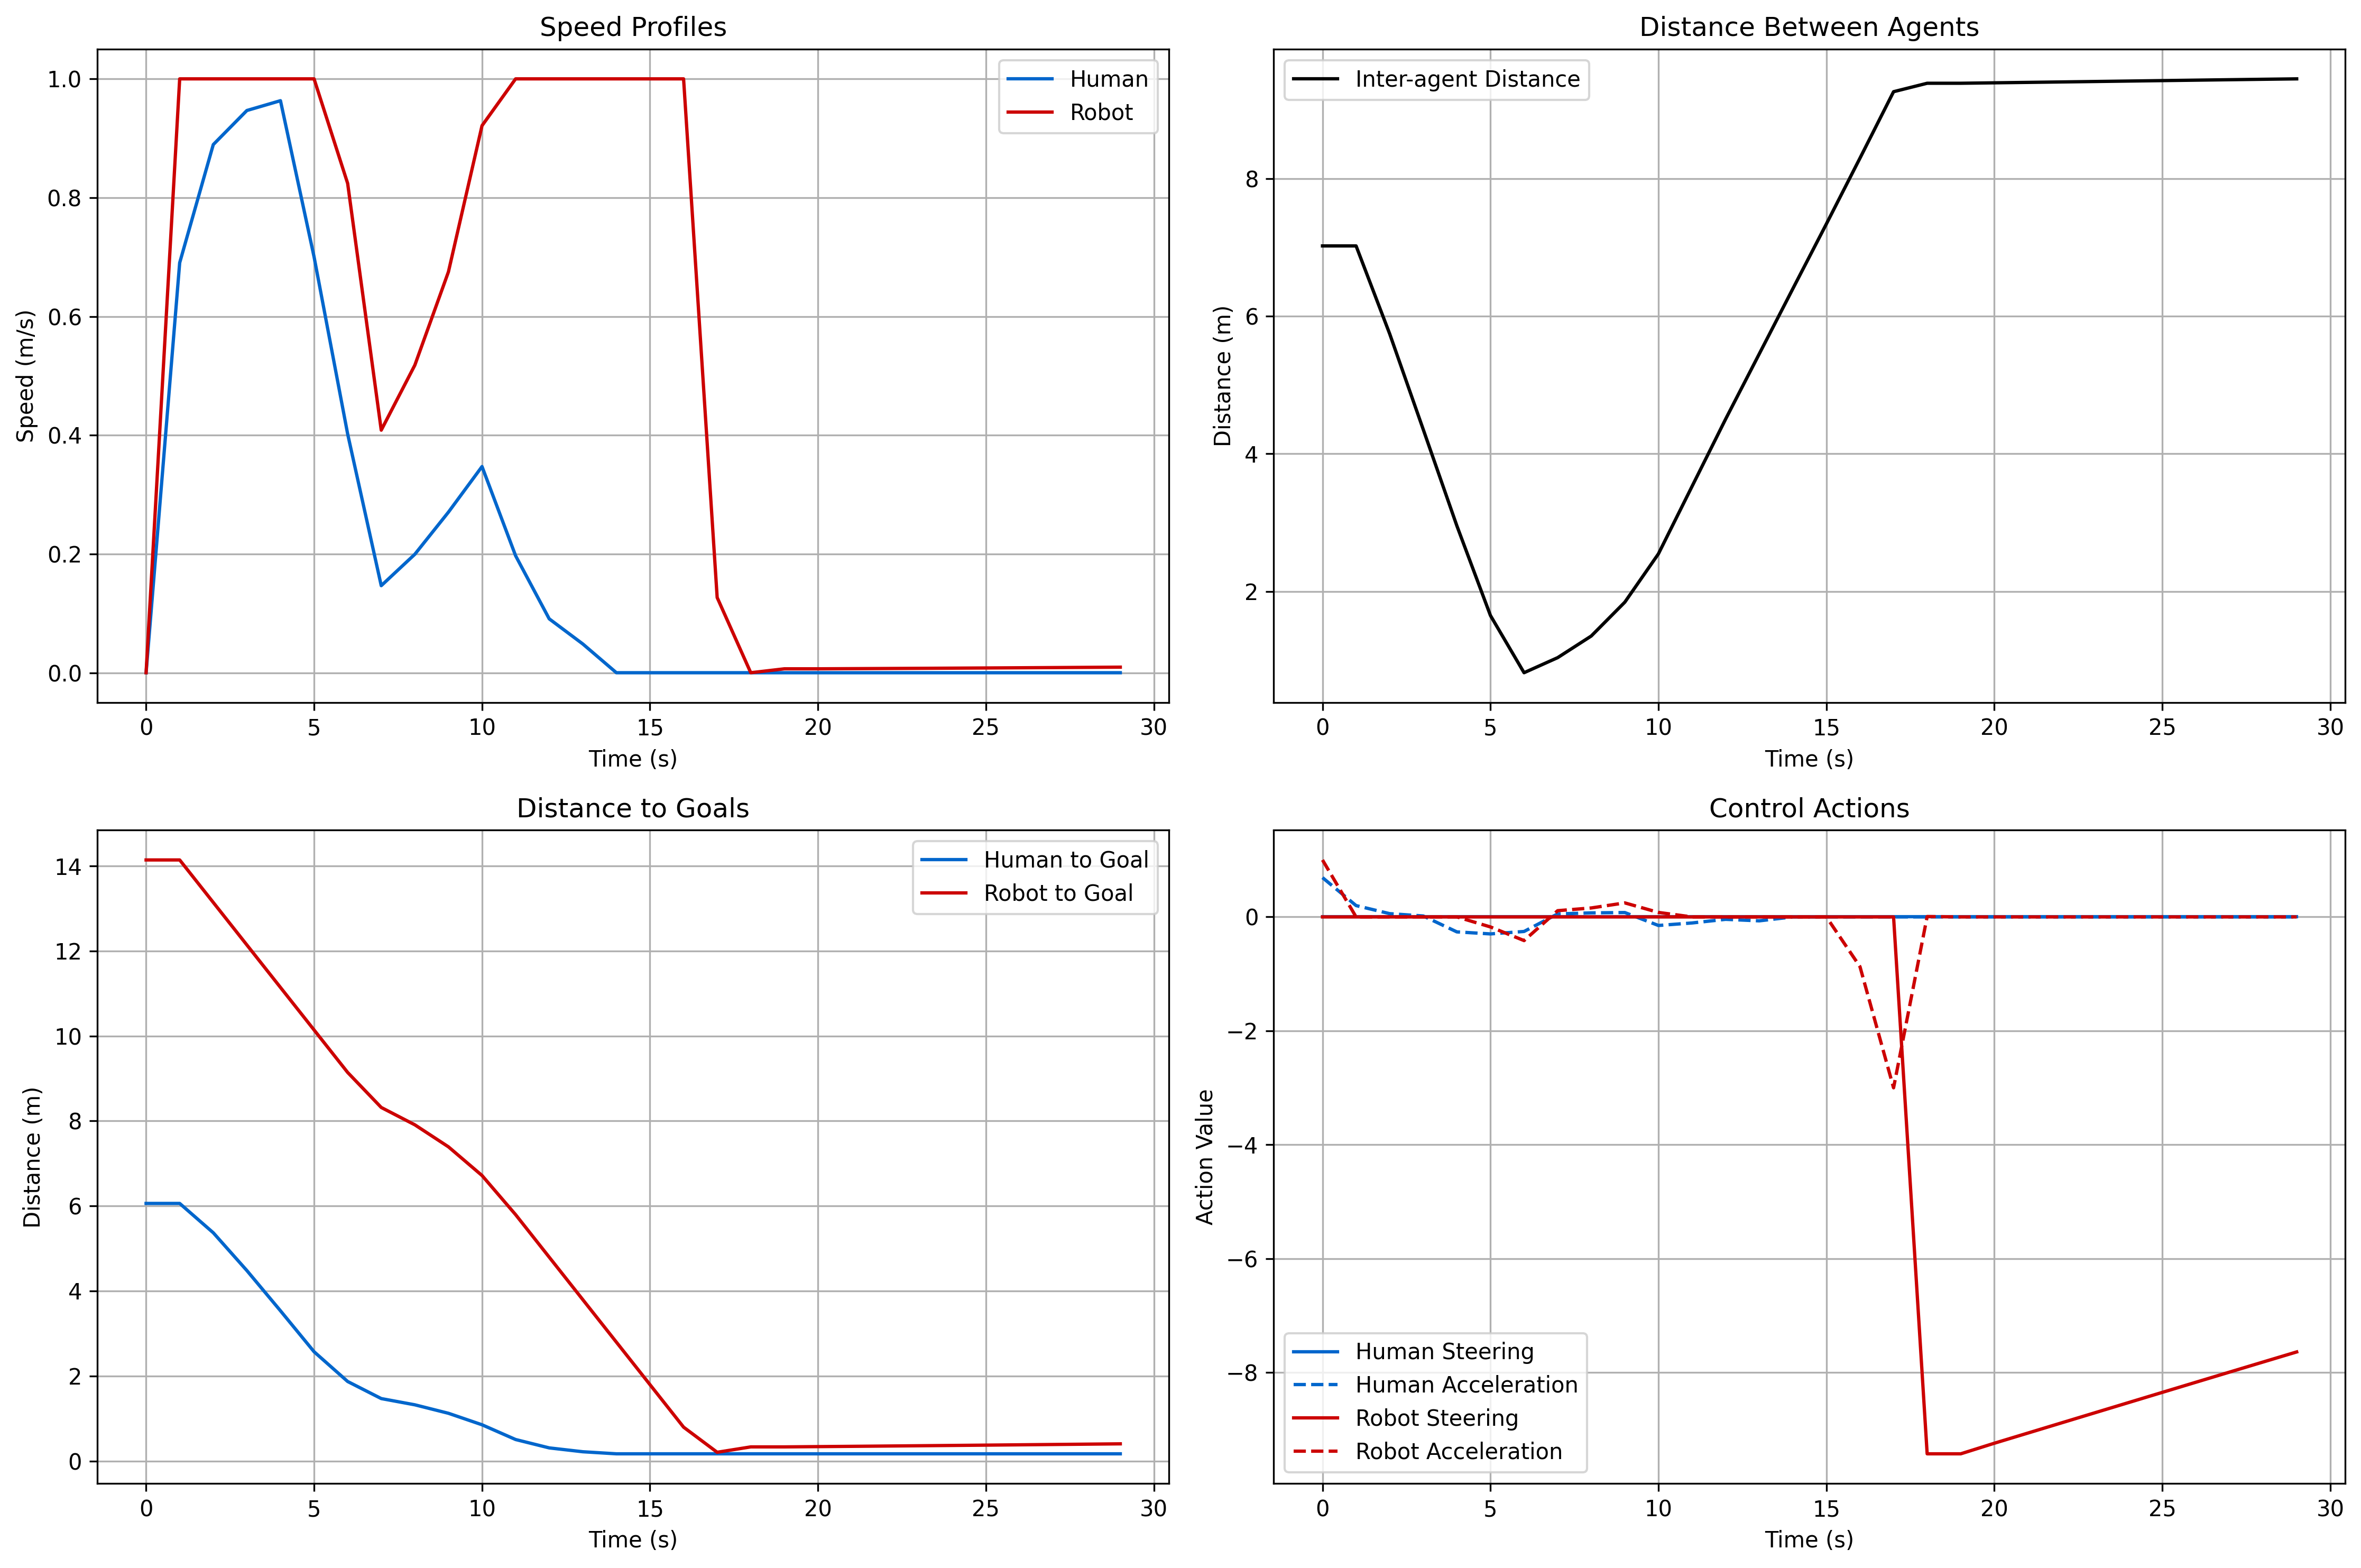 Speed Profiles
Human
Robot
1.0
0.8
0.6
0.4
0.2
0.0
Speed (m/s)
0 5 10 15 20 25 30
Time (s)
Distance Between Agents
Inter-agent Distance
8
6
4
2
Distance (m)
0 5 10 15 20 25 30
Time (s)
Distance to Goals
Human to Goal
Robot to Goal
14
12
10
8
6
4
2
0
Distance (m)
0 5 10 15 20 25 30
Time (s)
Control Actions
0
−2
−4
−6
−8
Action Value
Human Steering
Human Acceleration
Robot Steering
Robot Acceleration
0 5 10 15 20 25 30
Time (s)